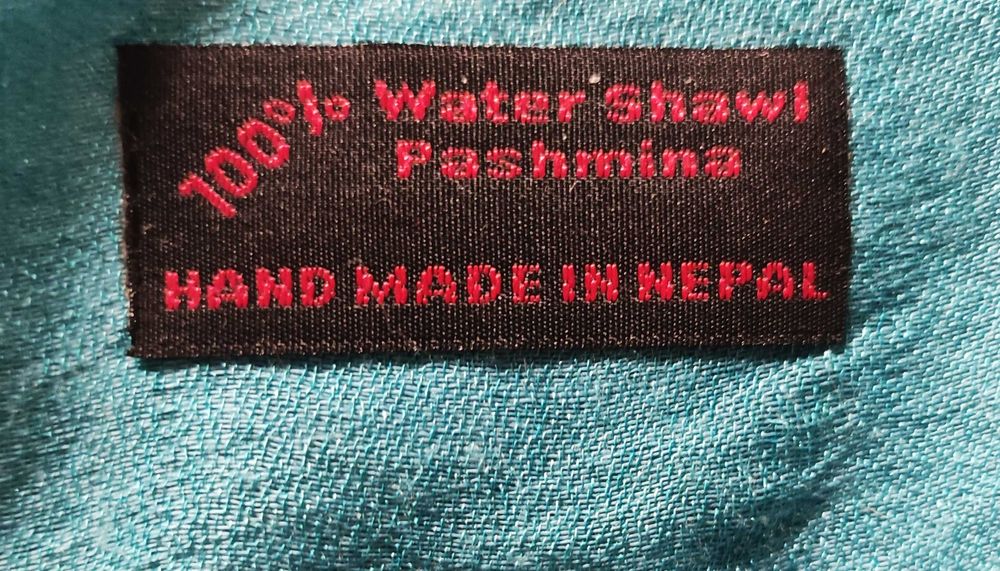 100% Water Shawl
Pashmina
HAND MADE IN NEPAL